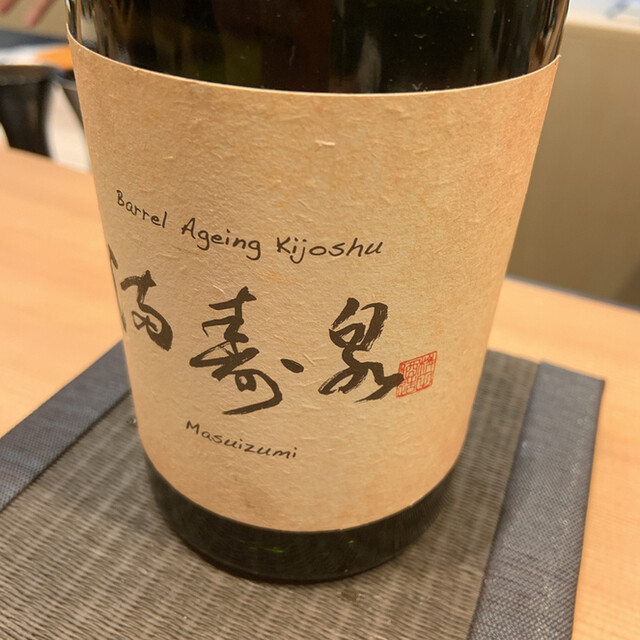 Barrel Ageing Kijoshu
満寿泉
Masuizumi